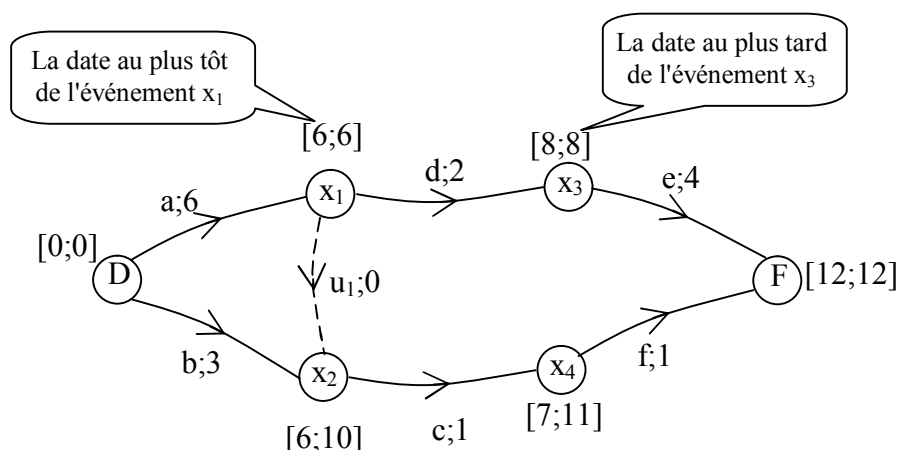 La date au plus tôt
de l'événement x₁
La date au plus tard
de l'événement x₃
[6;6]
[8;8]
x₁
d;2
x₃
e;4
a;6
[0;0]
D
u₁;0
F
[12;12]
b;3
x₂
x₄
f;1
[6;10]
c;1
[7;11]